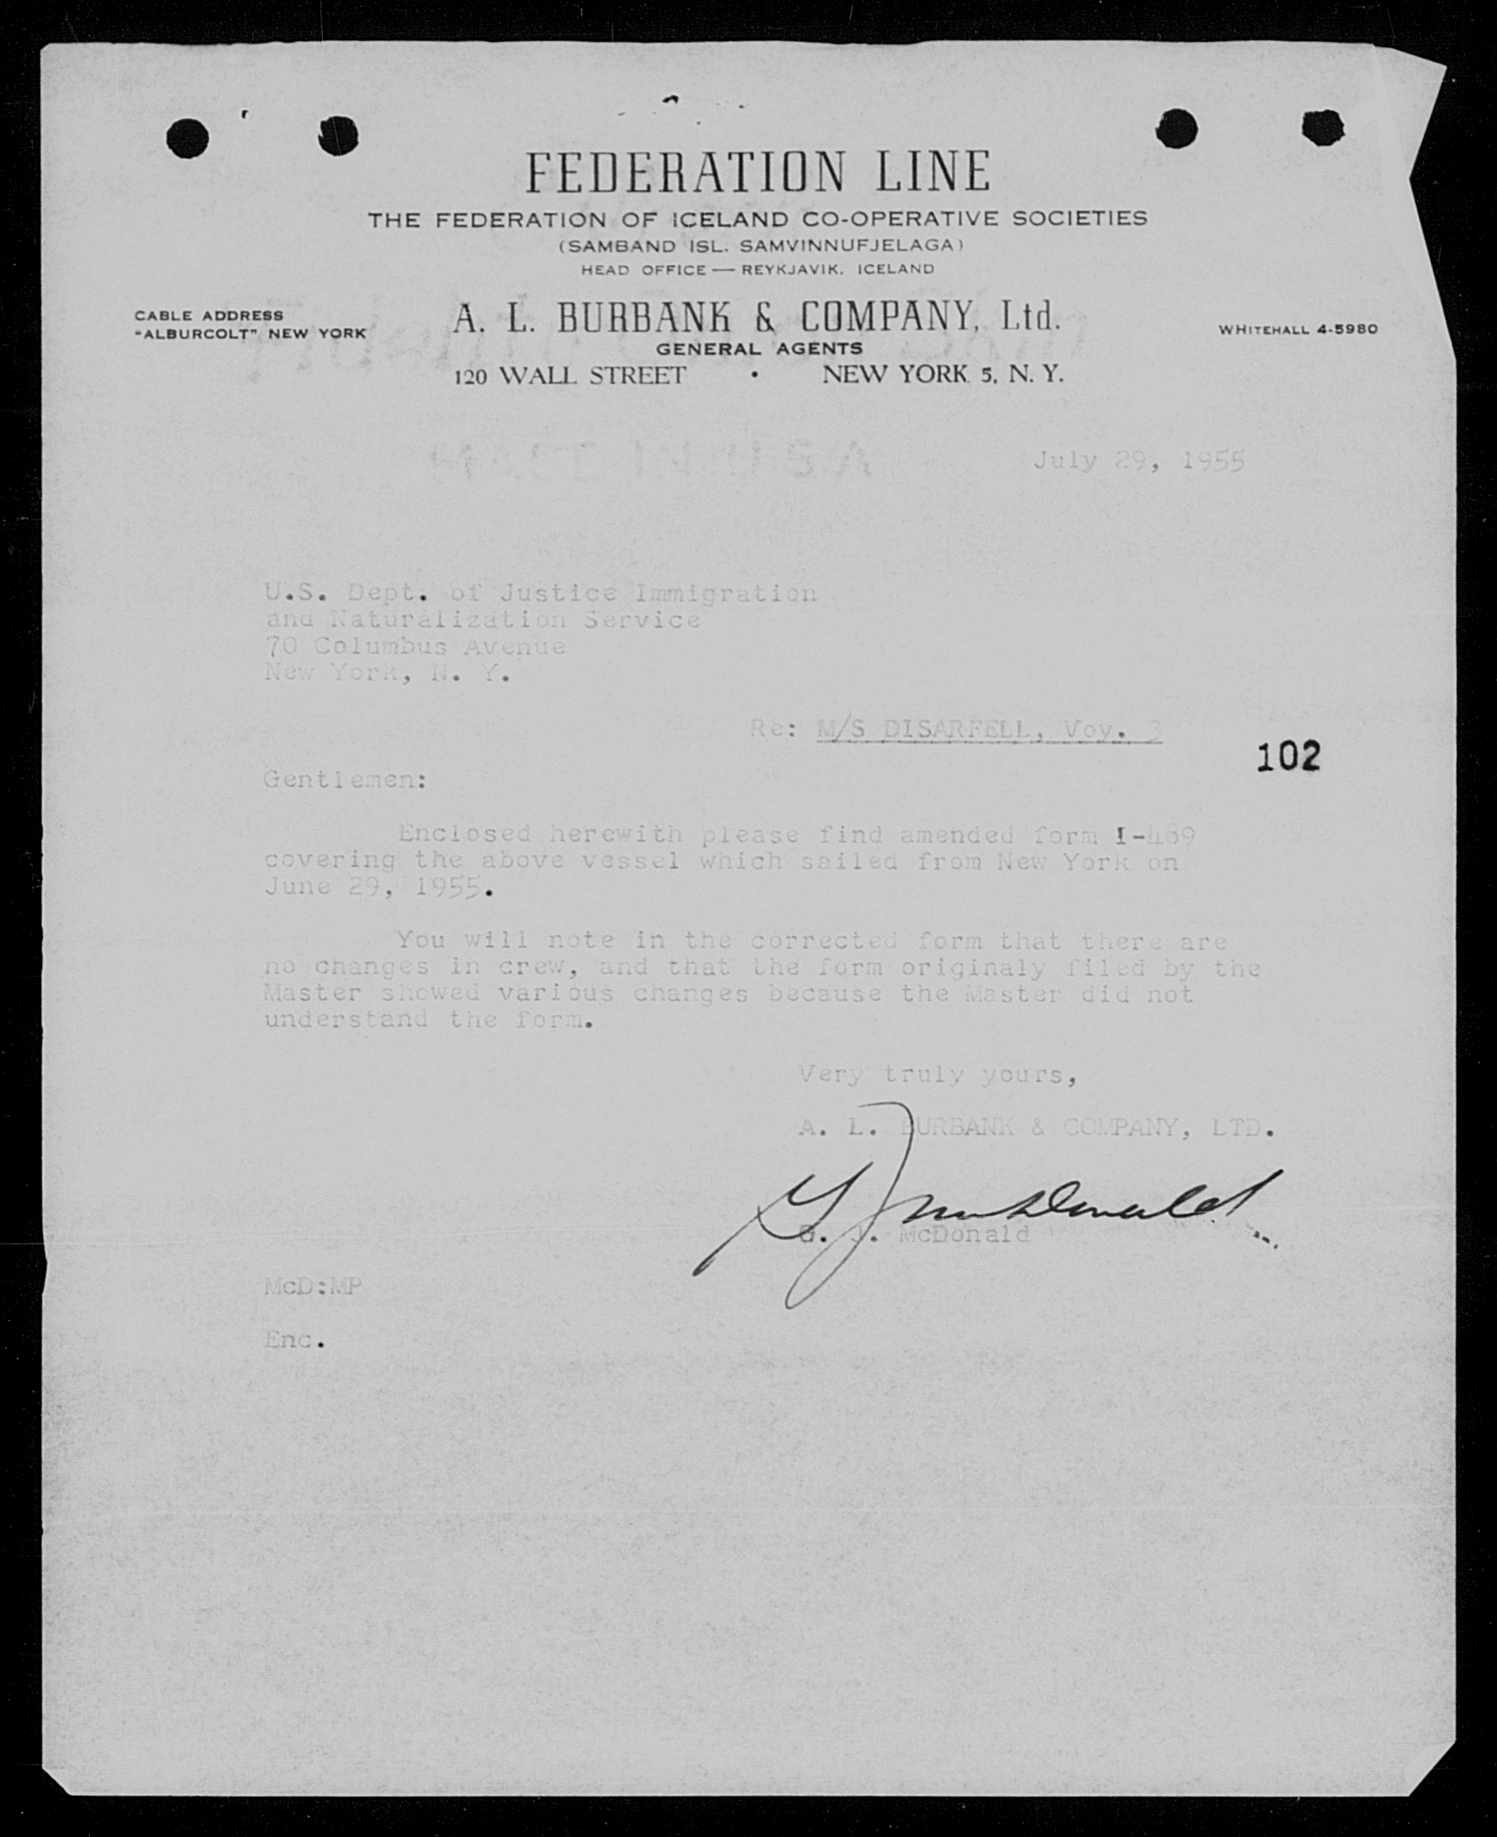 FEDERATION LINE
THE FEDERATION OF ICELAND CO-OPERATIVE SOCIETIES
(SAMBAND ISL. SAMVINNUFJELAGA)
HEAD OFFICE — REYKJAVIK, ICELAND
CABLE ADDRESS
"ALBURCOLT" NEW YORK
A. L. BURBANK & COMPANY, Ltd.
GENERAL AGENTS
WHITEHALL 4-5980
120 WALL STREET • NEW YORK 5, N. Y.
July 29, 1955
U.S. Dept. of Justice Immigration
and Naturalization Service
70 Columbus Avenue
New York, N. Y.
Re: M/S DISARFELL, Voy. 3
102
Gentlemen:
Enclosed herewith please find amended form I-489
covering the above vessel which sailed from New York on
June 29, 1955.
You will note in the corrected form that there are
no changes in crew, and that the form originaly filed by the
Master showed various changes because the Master did not
understand the form.
Very truly yours,
A. L. BURBANK & COMPANY, LTD.
G. J. McDonald
G. J. McDonald
McD:MP
Enc.